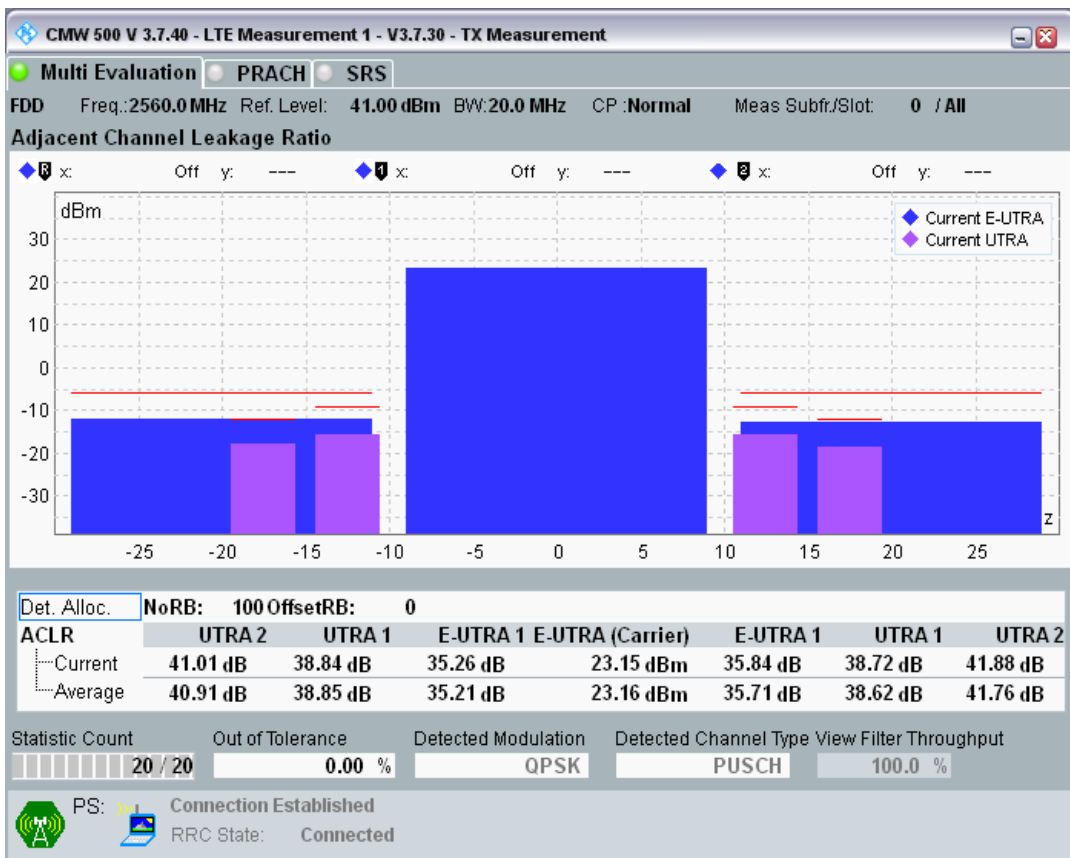 CMW 500 V 3.7.40 - LTE Measurement 1 - V3.7.30 - TX Measurement
Multi Evaluation PRACH SRS
FDD Freq.:2560.0 MHz Ref. Level: 41.00 dBm BW:20.0 MHz CP :Normal Meas Subfr./Slot: 0 / All
Adjacent Channel Leakage Ratio
R x: Off y: --- 1 x: Off y: --- 2 x: Off y: ---
dBm
Current E-UTRA
Current UTRA
30
20
10
0
-10
-20
-30
z
-25 -20 -15 -10 -5 0 5 10 15 20 25
Det. Alloc. NoRB: 100 OffsetRB: 0
ACLR UTRA 2 UTRA 1 E-UTRA 1 E-UTRA (Carrier) E-UTRA 1 UTRA 1 UTRA 2
Current 41.01 dB 38.84 dB 35.26 dB 23.15 dBm 35.84 dB 38.72 dB 41.88 dB
Average 40.91 dB 38.85 dB 35.21 dB 23.16 dBm 35.71 dB 38.62 dB 41.76 dB
Statistic Count Out of Tolerance Detected Modulation Detected Channel Type View Filter Throughput
20 / 20 0.00 % QPSK PUSCH 100.0 %
PS: Connection Established
RRC State: Connected